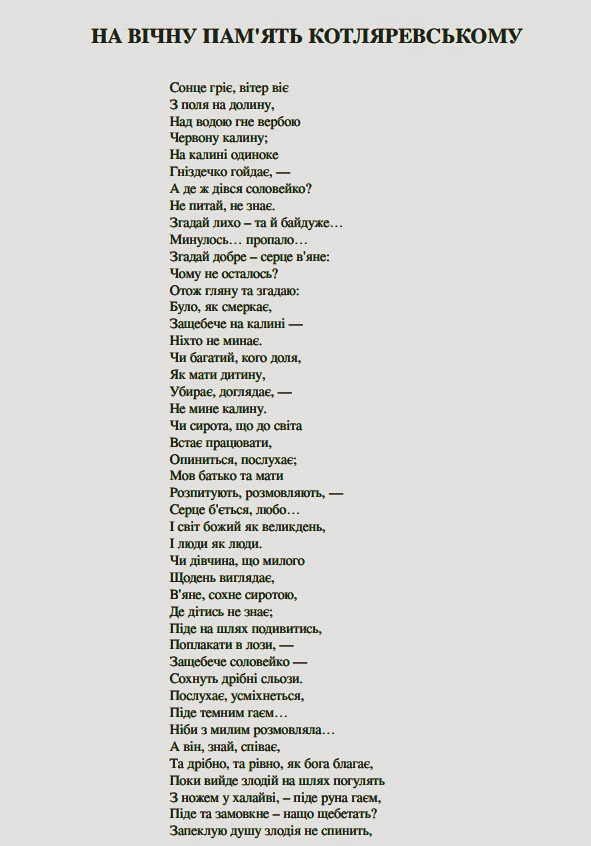 НА ВІЧНУ ПАМ'ЯТЬ КОТЛЯРЕВСЬКОМУ
Сонце гріє, вітер віє
З поля на долину,
Над водою гне вербою
Червону калину;
На калині одиноке
Гніздечко гойдає, —
А де ж дівся соловейко?
Не питай, не знає.
Згадай лихо – та й байдуже…
Минулось… пропало…
Згадай добре – серце в'яне:
Чому не осталось?
Отож гляну та згадаю:
Було, як смеркає,
Защебече на калині —
Ніхто не минає.
Чи багатий, кого доля,
Як мати дитину,
Убирає, доглядає, —
Не мине калину.
Чи сирота, що до світа
Встає працювати,
Опиниться, послухає;
Мов батько та мати
Розпитують, розмовляють, —
Серце б'ється, любо…
І світ божий як великдень,
І люди як люди.
Чи дівчина, що милого
Щодень виглядає,
В'яне, сохне сиротою,
Де дітись не знає;
Піде на шлях подивитись,
Поплакати в лози, —
Защебече соловейко —
Сохнуть дрібні сльози.
Послухає, усміхнеться,
Піде темним гаєм…
Ніби з милим розмовляла…
А він, знай, співає,
Та дрібно, та рівно, як бога благає,
Поки вийде злодій на шлях погулять
З ножем у халайві, – піде руна гаєм,
Піде та замовкне – нащо щебетать?
Запеклую душу злодія не спинить,